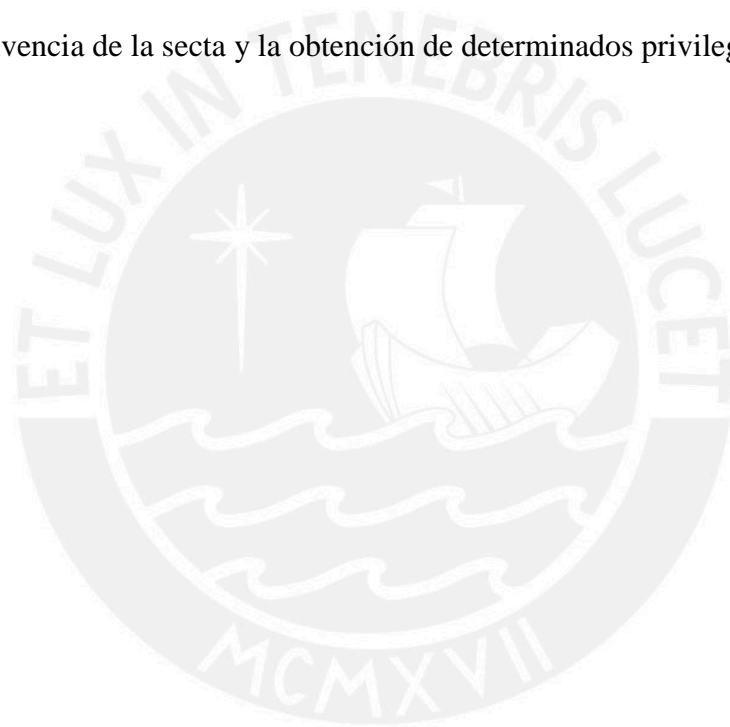 vencia de la secta y la obtención de determinados privileg
ET LUX IN TENEBRIS LUCET
MCMXVII